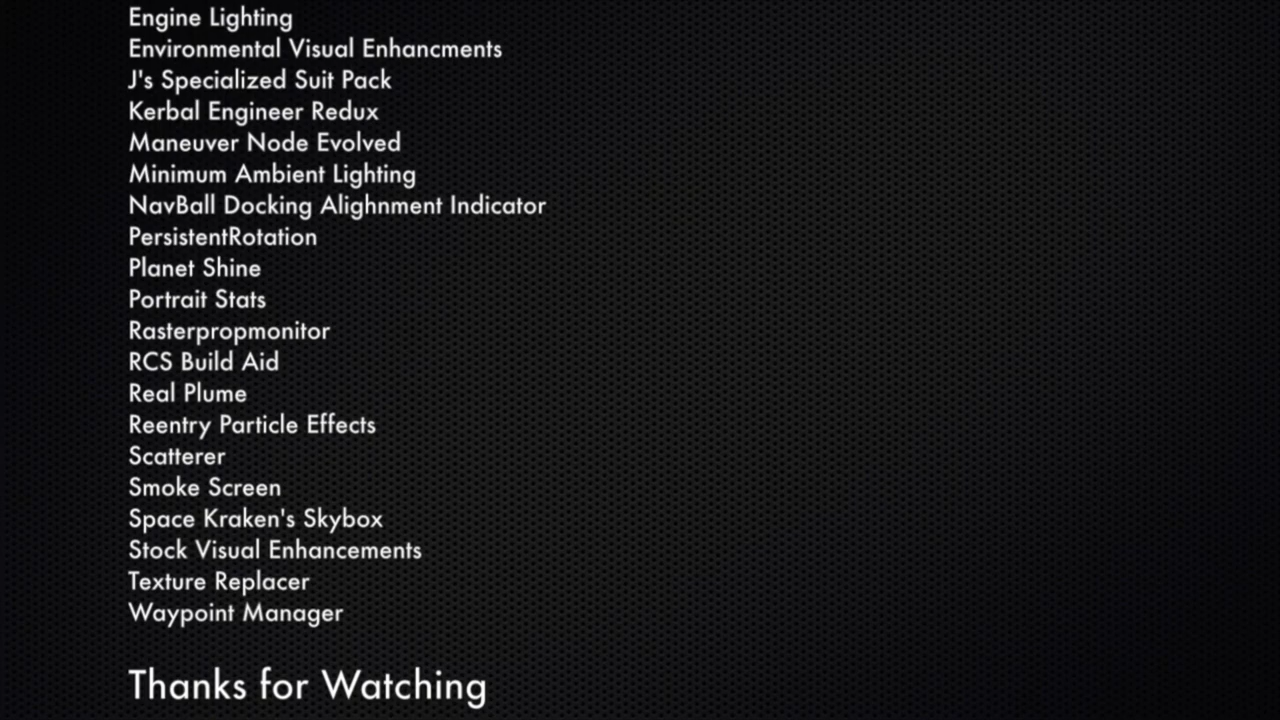 Engine Lighting
Environmental Visual Enhancments
J's Specialized Suit Pack
Kerbal Engineer Redux
Maneuver Node Evolved
Minimum Ambient Lighting
NavBall Docking Alighnment Indicator
PersistentRotation
Planet Shine
Portrait Stats
Rasterpropmonitor
RCS Build Aid
Real Plume
Reentry Particle Effects
Scatterer
Smoke Screen
Space Kraken's Skybox
Stock Visual Enhancements
Texture Replacer
Waypoint Manager
Thanks for Watching